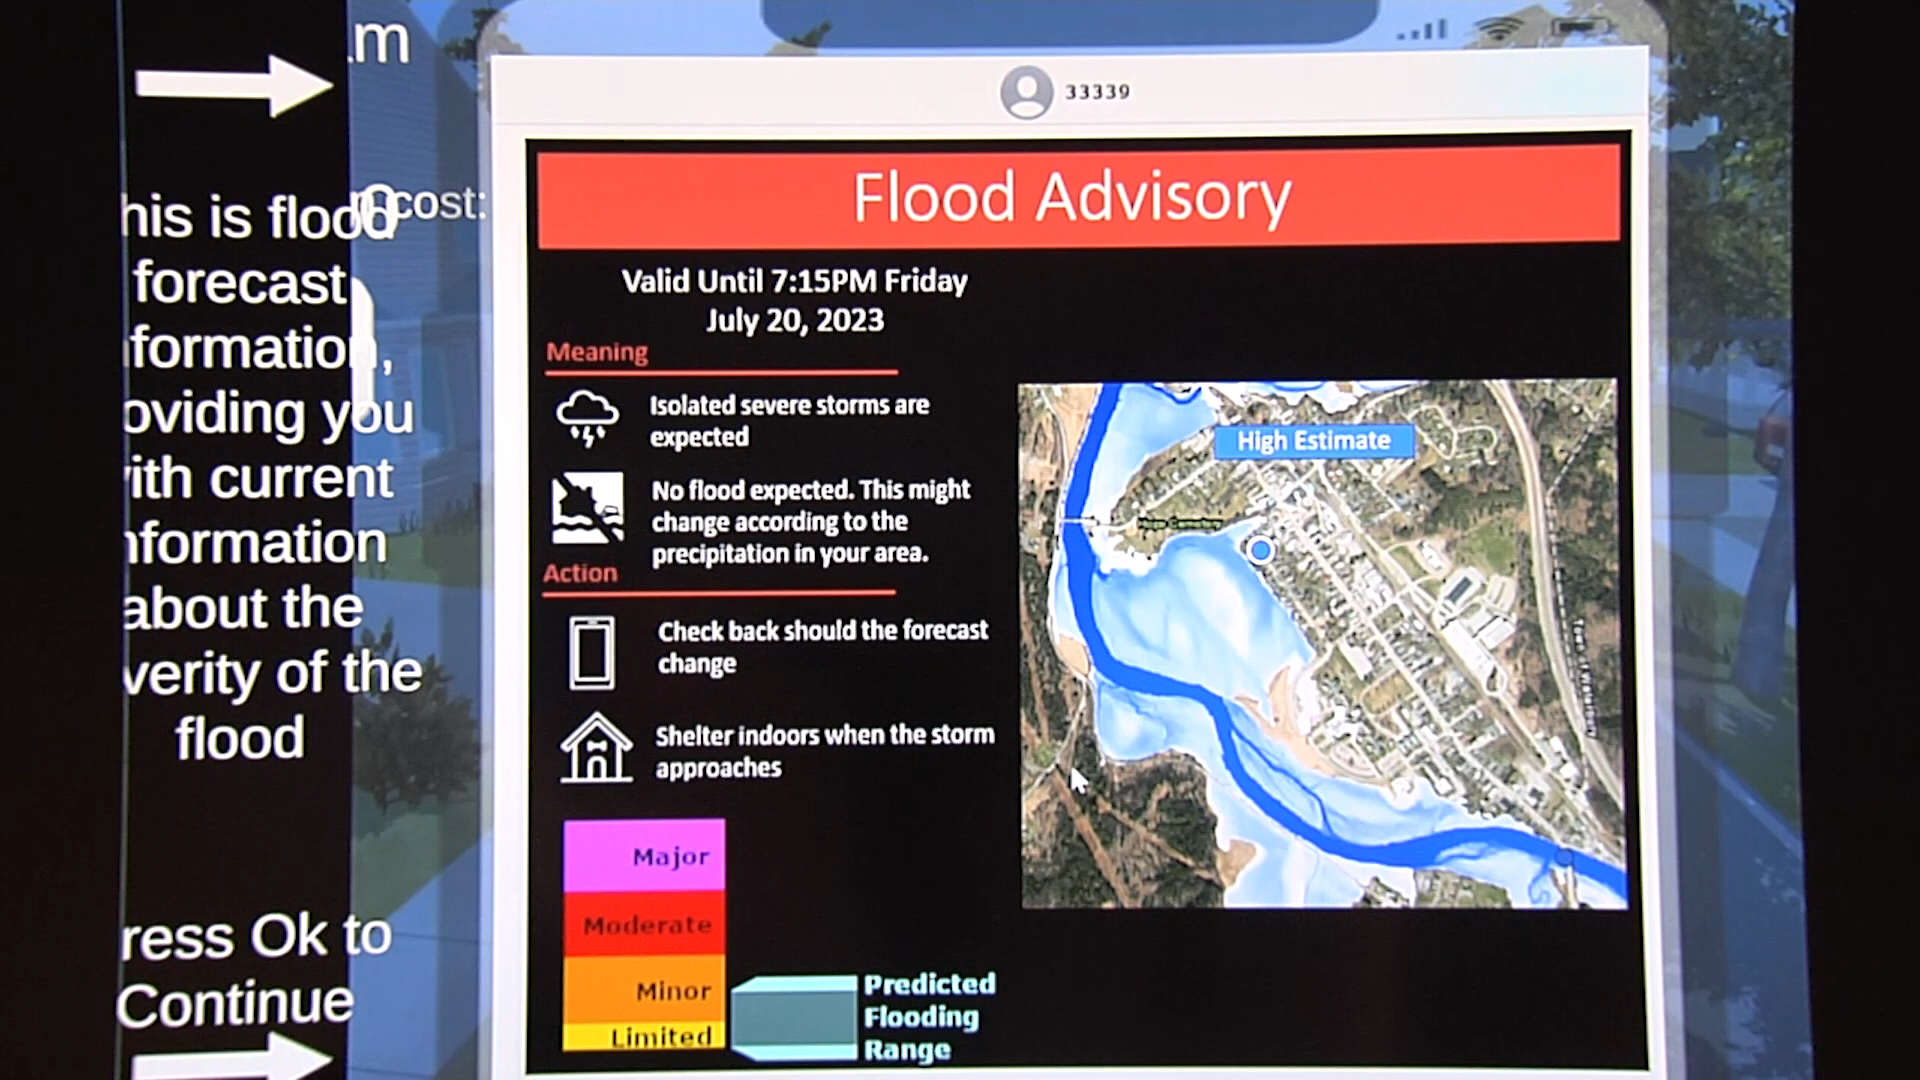 .m
his is flood
forecast
formation,
oviding you
ith current
nformation
about the
verity of the
flood
ress Ok to
Continue
cost:
33339
Flood Advisory
Valid Until 7:15PM Friday
July 20, 2023
Meaning
Isolated severe storms are
expected
No flood expected. This might
change according to the
precipitation in your area.
Action
Check back should the forecast
change
Shelter indoors when the storm
approaches
Major
Moderate
Minor
Limited
Predicted
Flooding
Range
High Estimate
Hope Cemetery